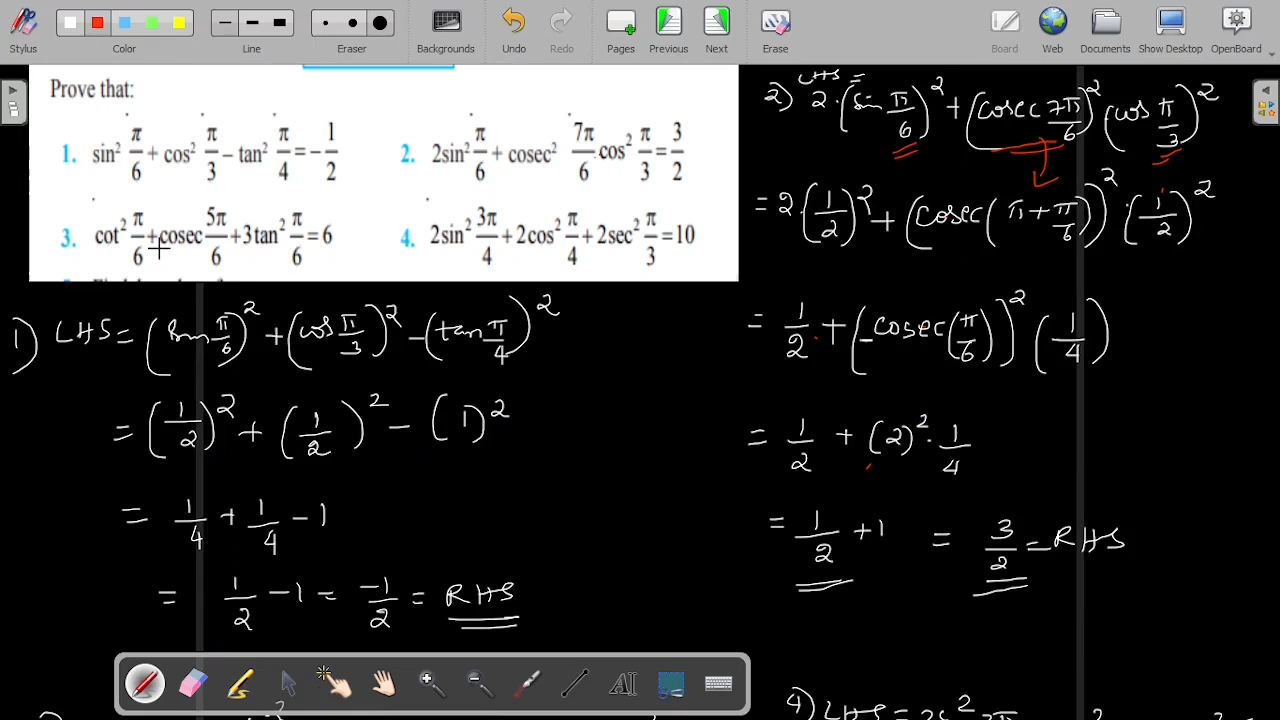 Stylus Color Line Eraser Backgrounds Undo Redo Pages Previous Next Erase Board Web Documents Show Desktop OpenBoard
Prove that:
1. sin² π/6 + cos² π/3 – tan² π/4 = – 1/2
2. 2sin² π/6 + cosec² 7π/6 cos² π/3 = 3/2
3. cot² π/6 + cosec 5π/6 + 3tan² π/6 = 6
4. 2sin² 3π/4 + 2cos² π/4 + 2sec² π/3 = 10
1) LHS = (sin π/6)² + (cos π/3)² – (tan π/4)²
= (1/2)² + (1/2)² – (1)²
= 1/4 + 1/4 – 1
= 1/2 – 1 = –1/2 = RHS
2) LHS = 2·(sin π/6)² + (cosec 7π/6)² (cos π/3)²
= 2·(1/2)² + (cosec(π + π/6))² · (1/2)²
= 1/2 + (–cosec(π/6))² (1/4)
= 1/2 + (2)² · 1/4
= 1/2 + 1 = 3/2 = RHS
4) LHS =
AI